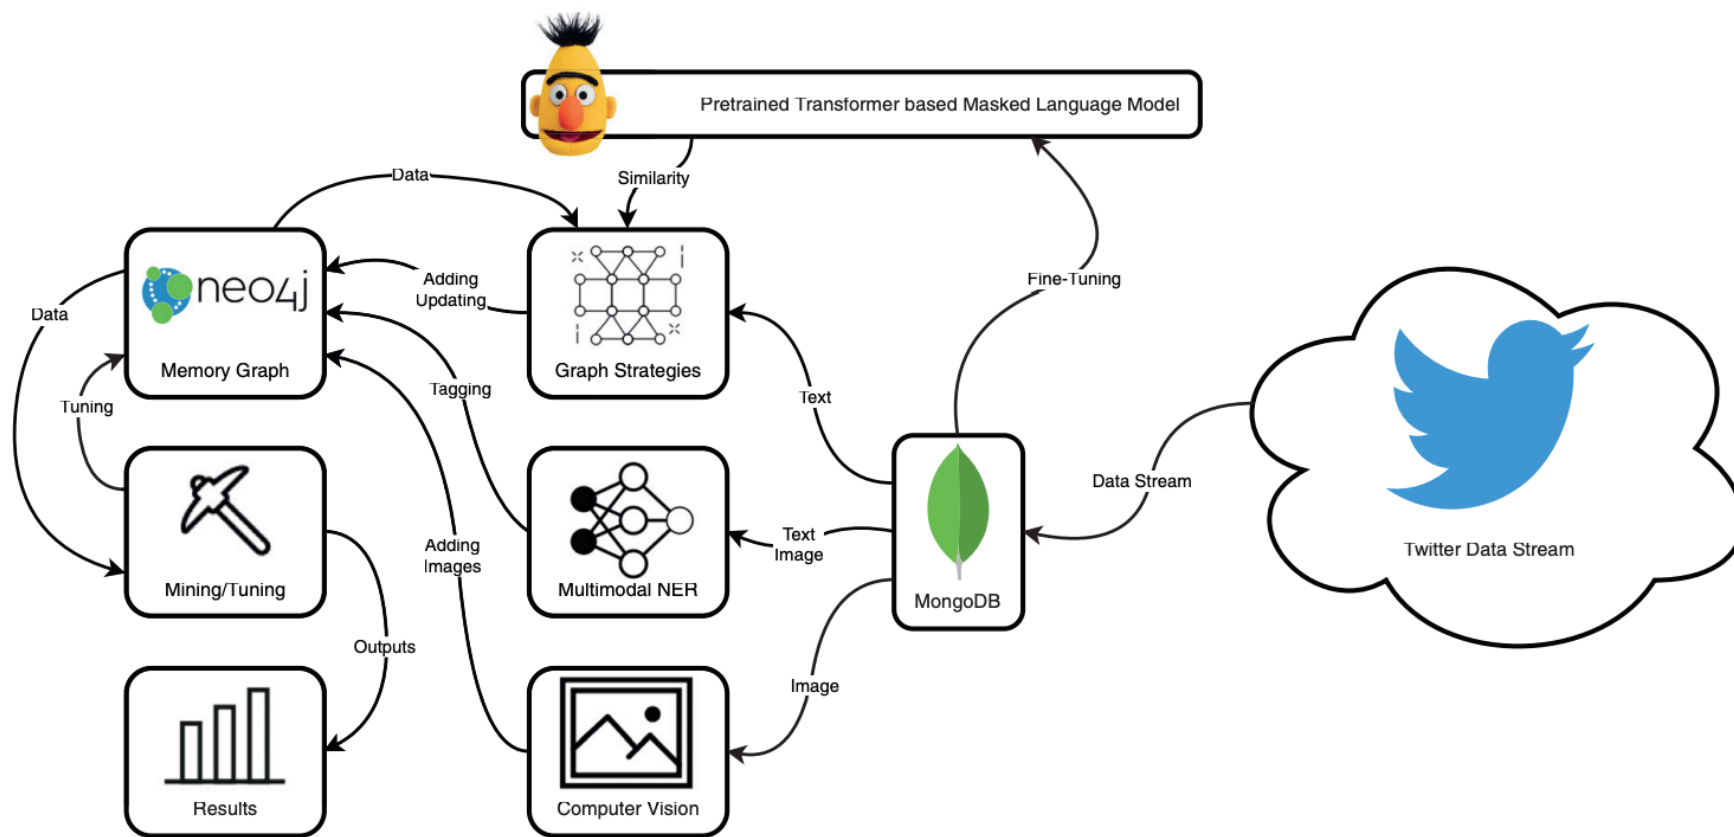 Pretrained Transformer based Masked Language Model
Data
Similarity
neo4j
Memory Graph
Adding
Updating
Graph Strategies
Fine-Tuning
Data
Tuning
Tagging
Text
Data Stream
Twitter Data Stream
Mining/Tuning
Adding
Images
Multimodal NER
Text
Image
MongoDB
Outputs
Image
Results
Computer Vision